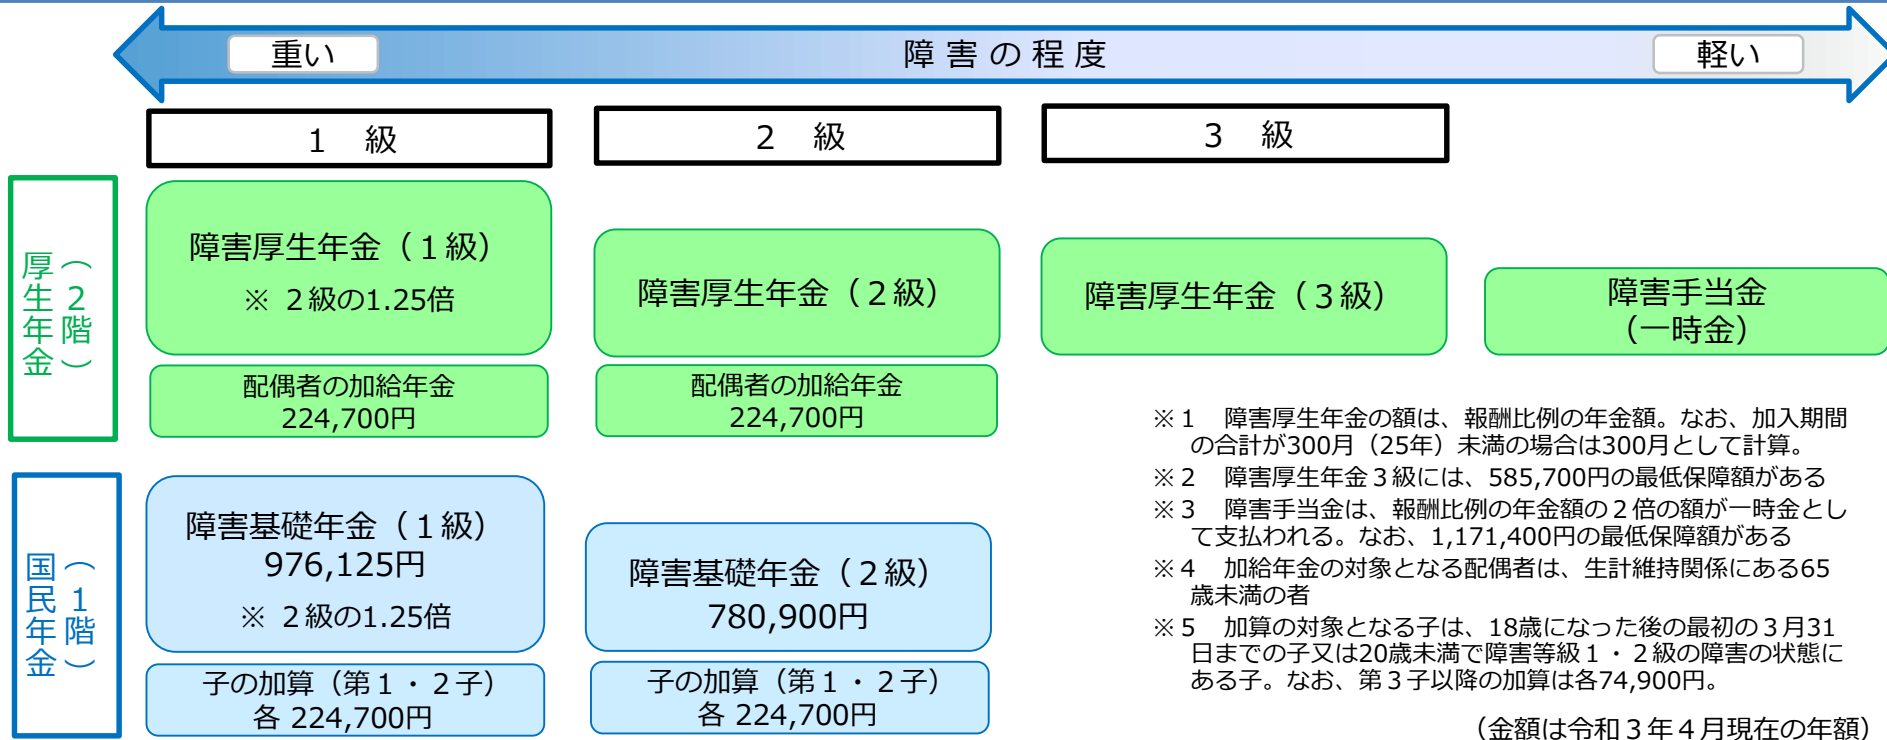 重い
障害の程度
軽い
１　級
２　級
３　級
厚生年金
（２階）
障害厚生年金（１級）
※ ２級の1.25倍
障害厚生年金（２級）
障害厚生年金（３級）
障害手当金
（一時金）
配偶者の加給年金
224,700円
配偶者の加給年金
224,700円
国民年金
（１階）
障害基礎年金（１級）
976,125円
※ ２級の1.25倍
障害基礎年金（２級）
780,900円
子の加算（第１・２子）
各 224,700円
子の加算（第１・２子）
各 224,700円
※１　障害厚生年金の額は、報酬比例の年金額。なお、加入期間
の合計が300月（25年）未満の場合は300月として計算。
※２　障害厚生年金３級には、585,700円の最低保障額がある
※３　障害手当金は、報酬比例の年金額の２倍の額が一時金とし
て支払われる。なお、1,171,400円の最低保障額がある
※４　加給年金の対象となる配偶者は、生計維持関係にある65
歳未満の者
※５　加算の対象となる子は、18歳になった後の最初の３月31
日までの子又は20歳未満で障害等級１・２級の障害の状態に
ある子。なお、第３子以降の加算は各74,900円。
（金額は令和３年４月現在の年額）